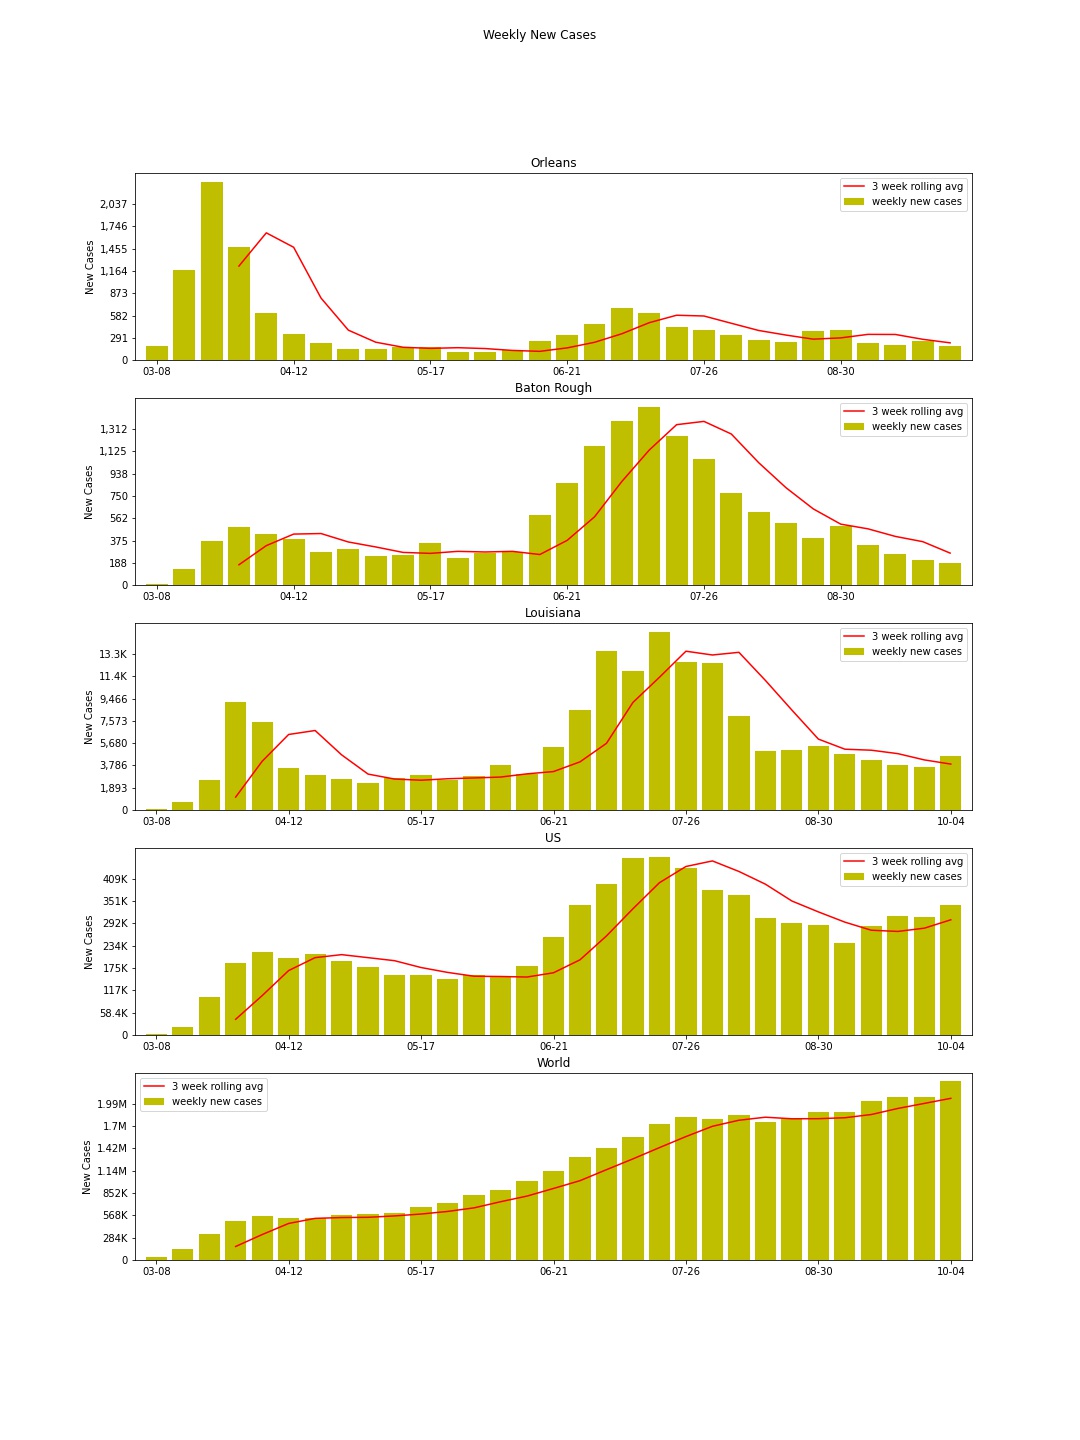 Weekly New Cases
Orleans
New Cases
2,037
1,746
1,455
1,164
873
582
291
0
3 week rolling avg
weekly new cases
03-08 04-12 05-17 06-21 07-26 08-30
Baton Rough
New Cases
1,312
1,125
938
750
562
375
188
0
3 week rolling avg
weekly new cases
03-08 04-12 05-17 06-21 07-26 08-30
Louisiana
New Cases
13.3K
11.4K
9,466
7,573
5,680
3,786
1,893
0
3 week rolling avg
weekly new cases
03-08 04-12 05-17 06-21 07-26 08-30 10-04
US
New Cases
409K
351K
292K
234K
175K
117K
58.4K
0
3 week rolling avg
weekly new cases
03-08 04-12 05-17 06-21 07-26 08-30 10-04
World
New Cases
1.99M
1.7M
1.42M
1.14M
852K
568K
284K
0
3 week rolling avg
weekly new cases
03-08 04-12 05-17 06-21 07-26 08-30 10-04